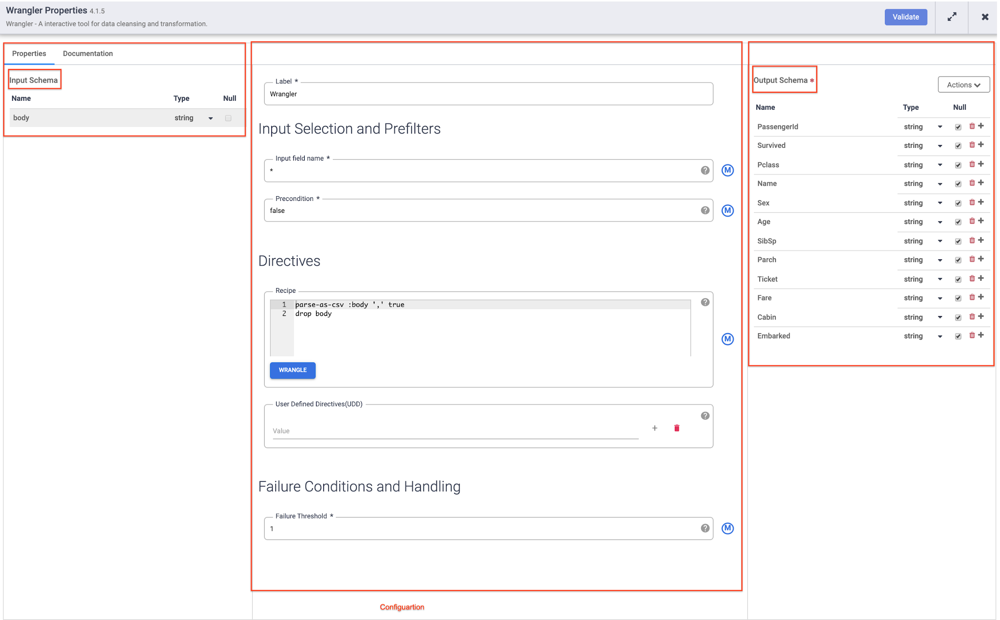 Wrangler Properties 4.1.5
Wrangler - A interactive tool for data cleansing and transformation.
Validate
Properties Documentation
Input Schema
Name Type Null
body string
Label *
Wrangler
Input Selection and Prefilters
Input field name *
*
M
Precondition *
false
M
Directives
Recipe
1 parse-as-csv :body ',' true
2 drop body
M
WRANGLE
User Defined Directives(UDD)
Value
Failure Conditions and Handling
Failure Threshold *
1
M
Configuartion
Output Schema *
Actions
Name Type Null
PassengerId string
Survived string
Pclass string
Name string
Sex string
Age string
SibSp string
Parch string
Ticket string
Fare string
Cabin string
Embarked string